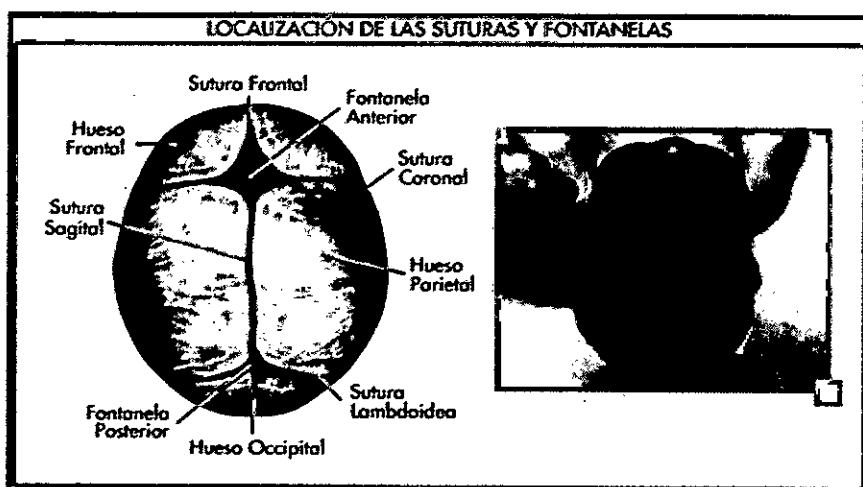 LOCALIZACIÓN DE LAS SUTURAS Y FONTANELAS
Sutura Frontal
Fontanela
Anterior
Hueso
Frontal
Sutura
Coronal
Sutura
Sagital
Hueso
Parietal
Sutura
Lambdoidea
Fontanela
Posterior
Hueso Occipital